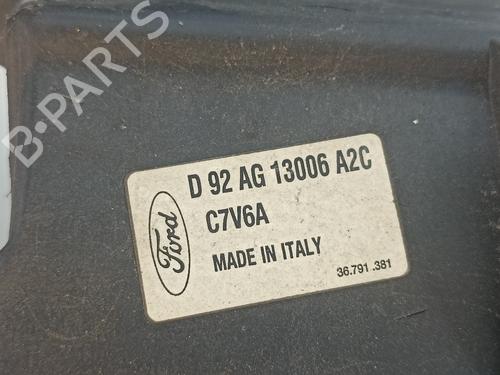 B-PARTS
D 92 AG 13006 A2C
C7V6A
Ford
MADE IN ITALY
36.791.381